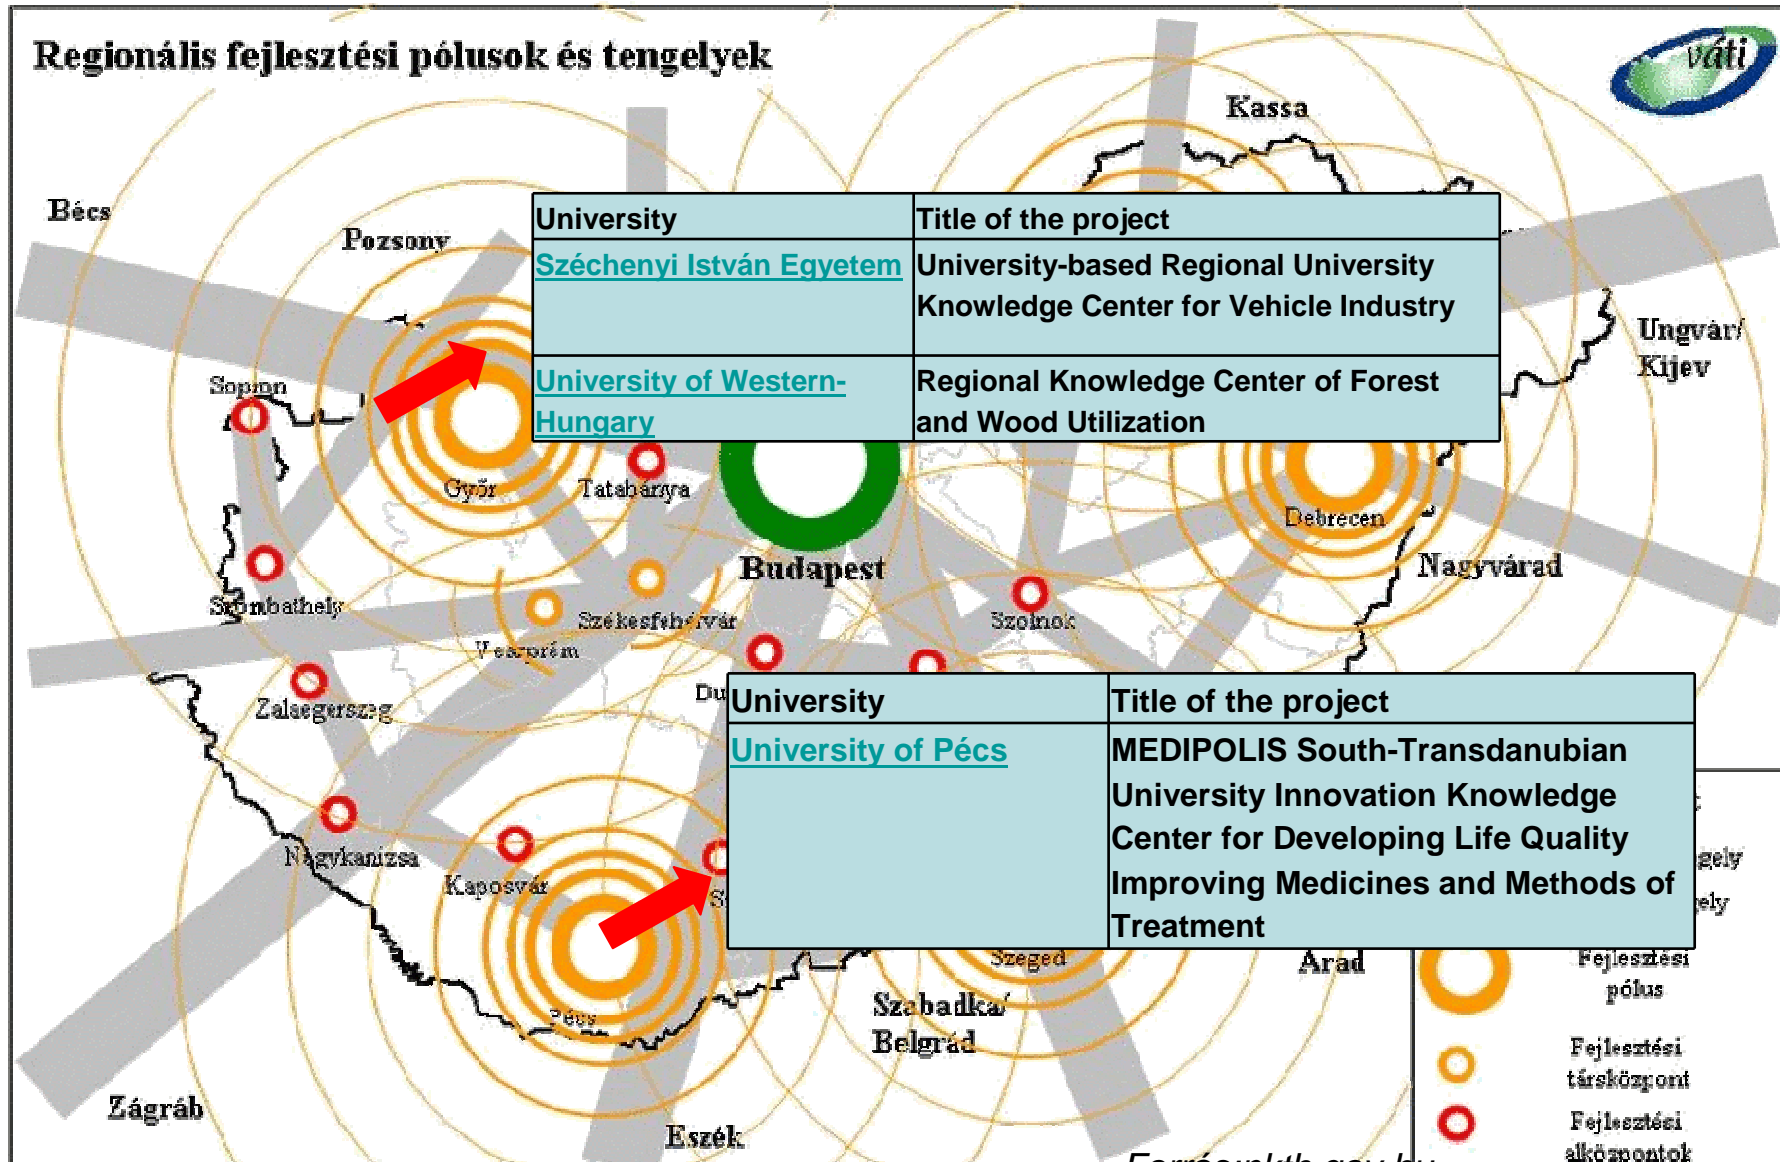 Regionális fejlesztési pólusok és tengelyek
váti
Kassa
Bécs
Pozsony
University
Title of the project
Széchenyi István Egyetem
University-based Regional University
Knowledge Center for Vehicle Industry
University of Western-
Hungary
Regional Knowledge Center of Forest
and Wood Utilization
Ungvár/
Kijev
Sopron
Győr
Tatabánya
Debrecen
Budapest
Nagyvárad
Szombathely
Székesfehérvár
Szolnok
Veszprém
Zalaegerszeg
Du
University
Title of the project
University of Pécs
MEDIPOLIS South-Transdanubian
University Innovation Knowledge
Center for Developing Life Quality
Improving Medicines and Methods of
Treatment
Nagykanizsa
Kaposvár
gely
ely
Szeged
Arad
Fejlesztési
pólus
Pécs
Szabadka/
Belgrád
Fejlesztési
társközpont
Zágráb
Eszék
Fejlesztési
alközpontok